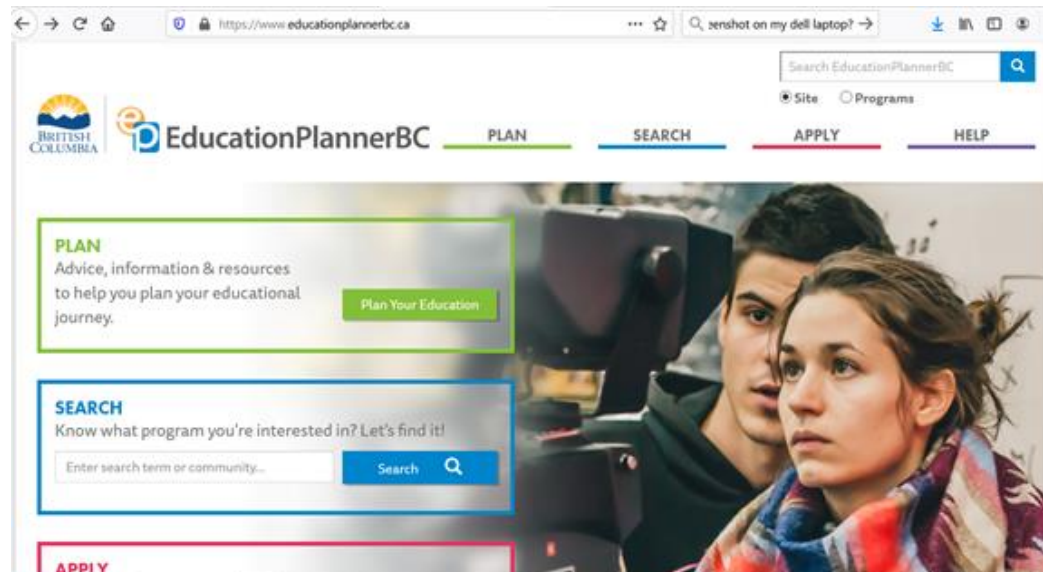 https://www.educationplannerbc.ca
zenshot on my dell laptop?
Search EducationPlannerBC
Site Programs
BRITISH
COLUMBIA
ep EducationPlannerBC
PLAN SEARCH APPLY HELP
PLAN
Advice, information & resources
to help you plan your educational
journey.
Plan Your Education
SEARCH
Know what program you're interested in? Let's find it!
Enter search term or community...
Search
APPLY